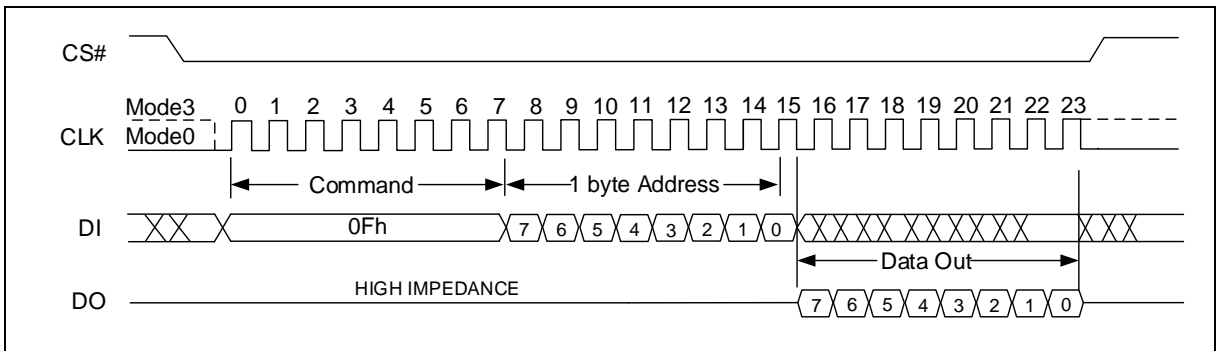 CS#
Mode3 0 1 2 3 4 5 6 7 8 9 10 11 12 13 14 15 16 17 18 19 20 21 22 23
CLK Mode0
Command 1 byte Address
DI 0Fh 7 6 5 4 3 2 1 0
Data Out
DO HIGH IMPEDANCE 7 6 5 4 3 2 1 0